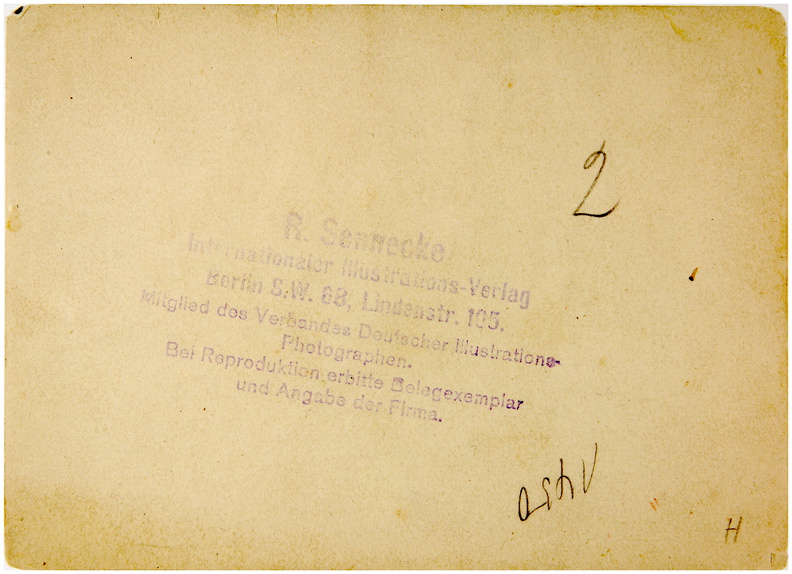 2
R. Sennecke
Internationaler Illustrations-Verlag
Berlin S.W. 68, Lindenstr. 105.
Mitglied des Verbandes Deutscher Illustrations-
Photographen.
Bei Reproduktion erbitte Belegexemplar
und Angabe der Firma.
H